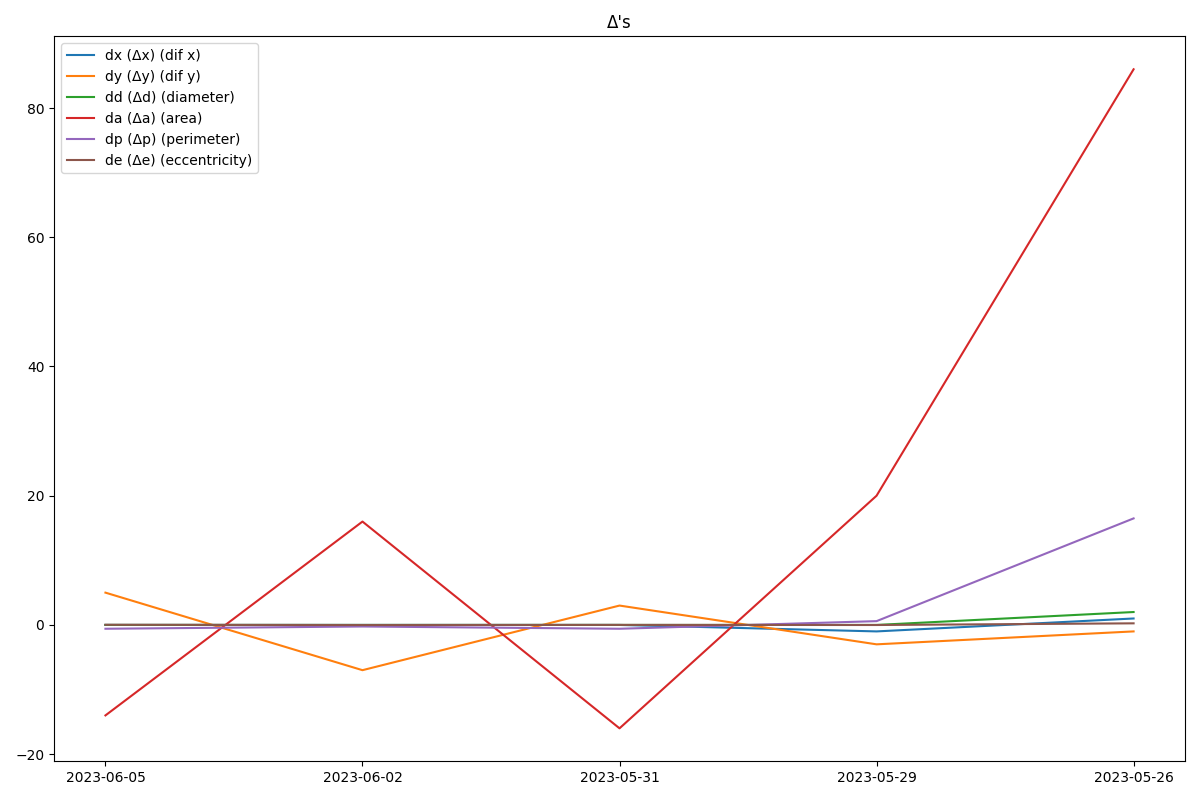 Δ's
dx (Δx) (dif x)
dy (Δy) (dif y)
dd (Δd) (diameter)
da (Δa) (area)
dp (Δp) (perimeter)
de (Δe) (eccentricity)
80
60
40
20
0
−20
2023-06-05 2023-06-02 2023-05-31 2023-05-29 2023-05-26